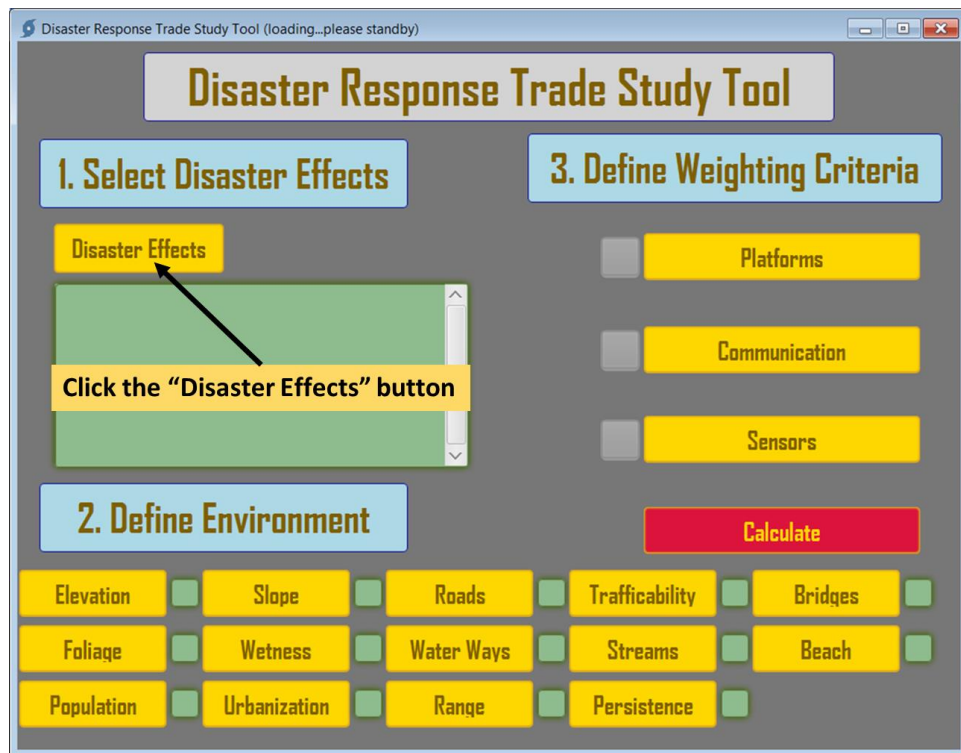 Disaster Response Trade Study Tool (loading...please standby)
Disaster Response Trade Study Tool
1. Select Disaster Effects
3. Define Weighting Criteria
Disaster Effects
Platforms
Communication
Click the “Disaster Effects” button
Sensors
2. Define Environment
Calculate
Elevation Slope Roads Trafficability Bridges
Foliage Wetness Water Ways Streams Beach
Population Urbanization Range Persistence